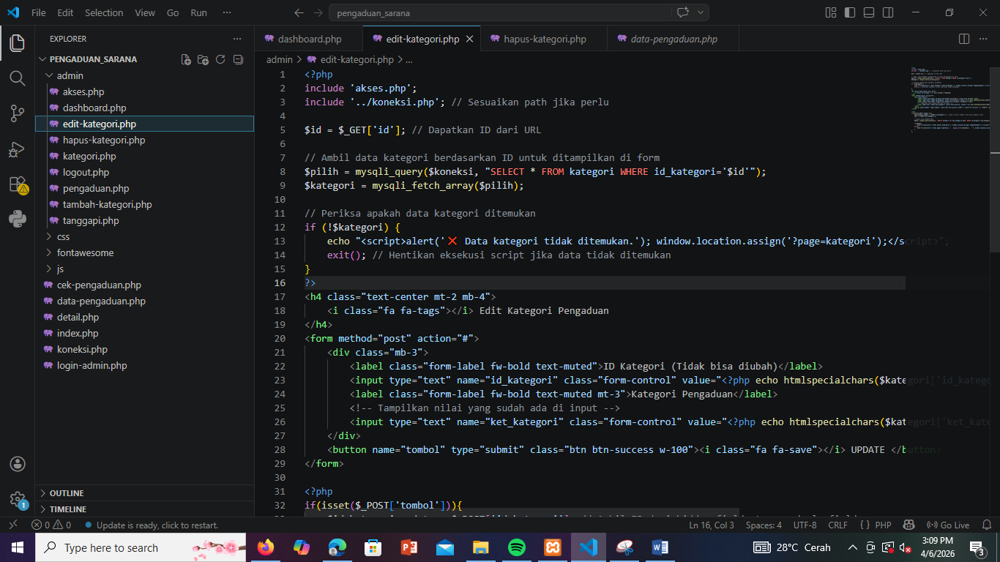 File Edit Selection View Go Run ···
pengaduan_sarana
EXPLORER
PENGADUAN_SARANA
admin
akses.php
dashboard.php
edit-kategori.php
hapus-kategori.php
kategori.php
logout.php
pengaduan.php
tambah-kategori.php
tanggapi.php
css
fontawesome
js
cek-pengaduan.php
data-pengaduan.php
detail.php
index.php
koneksi.php
login-admin.php
OUTLINE
TIMELINE
dashboard.php edit-kategori.php hapus-kategori.php data-pengaduan.php
admin > edit-kategori.php > ...
1 <?php
2 include 'akses.php';
3 include '../koneksi.php'; // Sesuaikan path jika perlu
4
5 $id = $_GET['id']; // Dapatkan ID dari URL
6
7 // Ambil data kategori berdasarkan ID untuk ditampilkan di form
8 $pilih = mysqli_query($koneksi, "SELECT * FROM kategori WHERE id_kategori='$id'");
9 $kategori = mysqli_fetch_array($pilih);
10
11 // Periksa apakah data kategori ditemukan
12 if (!$kategori) {
13 echo "<script>alert('❌ Data kategori tidak ditemukan.'); window.location.assign('?page=kategori');</script>";
14 exit(); // Hentikan eksekusi script jika data tidak ditemukan
15 }
16 ?>
17 <h4 class="text-center mt-2 mb-4">
18 <i class="fa fa-tags"></i> Edit Kategori Pengaduan
19 </h4>
20 <form method="post" action="#">
21 <div class="mb-3">
22 <label class="form-label fw-bold text-muted">ID Kategori (Tidak bisa diubah)</label>
23 <input type="text" name="id_kategori" class="form-control" value="<?php echo htmlspecialchars($kategori['id_katego
24 <label class="form-label fw-bold text-muted mt-3">Kategori Pengaduan</label>
25 <!-- Tampilkan nilai yang sudah ada di input -->
26 <input type="text" name="ket_kategori" class="form-control" value="<?php echo htmlspecialchars($kategori['ket_kate
27 </div>
28 <button name="tombol" type="submit" class="btn btn-success w-100"><i class="fa fa-save"></i> UPDATE </button>
29 </form>
30
31 <?php
32 if(isset($_POST['tombol'])){
0 0 Update is ready, click to restart. Ln 16, Col 3 Spaces: 4 UTF-8 CRLF { } PHP Go Live
Type here to search
28°C Cerah
3:09 PM
4/6/2026
3
1